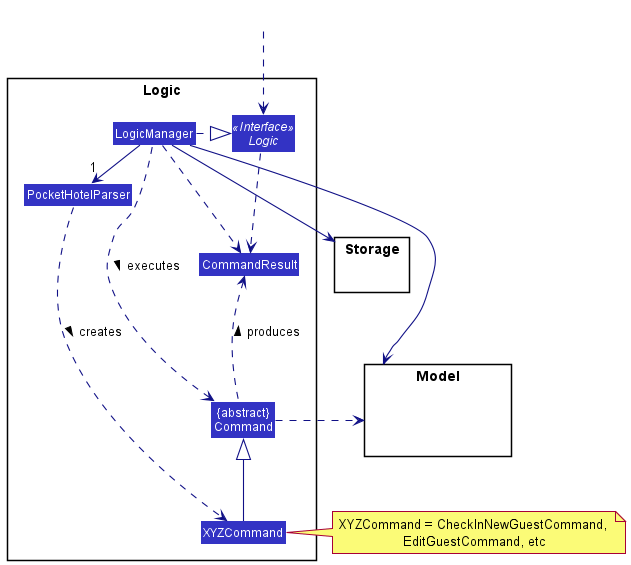 Logic
LogicManager
«Interface»
Logic
1
PocketHotelParser
Storage
CommandResult
executes
creates
produces
Model
{abstract}
Command
XYZCommand
XYZCommand = CheckInNewGuestCommand,
EditGuestCommand, etc